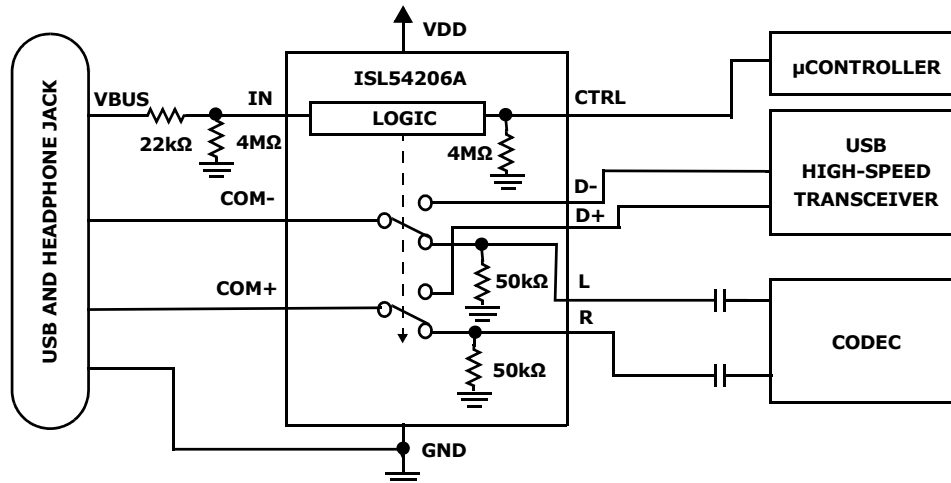 VDD
ISL54206A
µCONTROLLER
VBUS
IN
CTRL
LOGIC
22kΩ
4MΩ
4MΩ
USB
HIGH-SPEED
TRANSCEIVER
D-
COM-
D+
USB AND HEADPHONE JACK
50kΩ
L
COM+
R
CODEC
50kΩ
GND